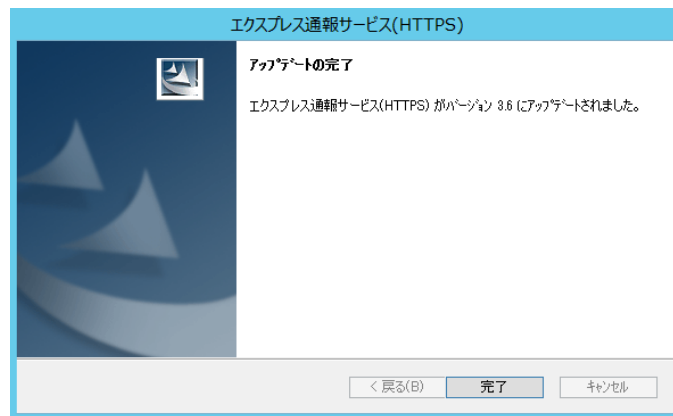 エクスプレス通報サービス(HTTPS)
ｱｯﾌﾟﾃﾞｰﾄの完了
エクスプレス通報サービス(HTTPS) がﾊﾞｰｼﾞｮﾝ 3.6 にｱｯﾌﾟﾃﾞｰﾄされました。
< 戻る(B)
完了
ｷｬﾝｾﾙ